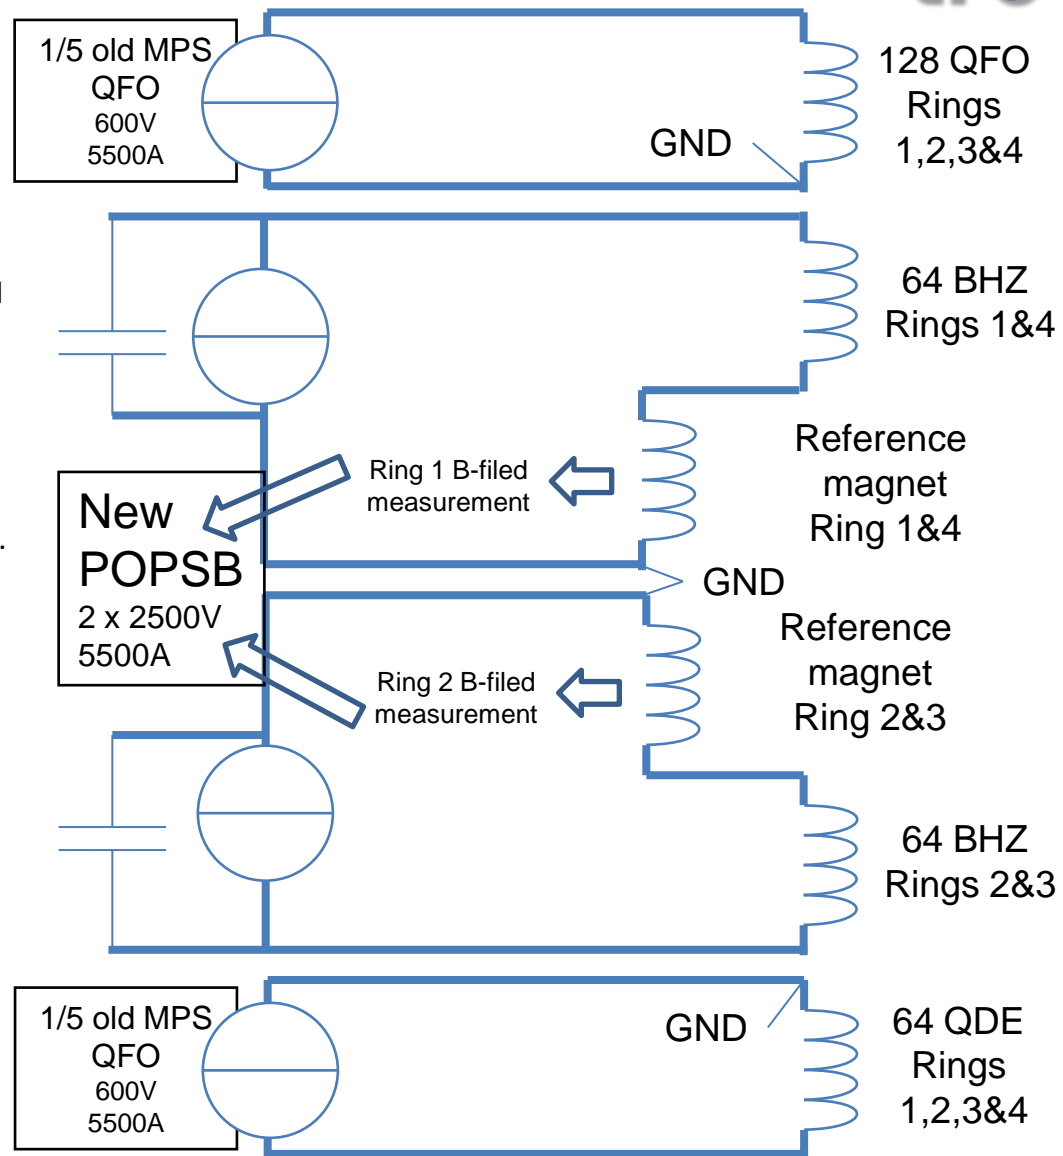 1/5 old MPS
QFO
600V
5500A
GND
128 QFO
Rings
1,2,3&4
64 BHZ
Rings 1&4
Ring 1 B-filed
measurement
Reference
magnet
Ring 1&4
New
POPSB
2 x 2500V
5500A
GND
Ring 2 B-filed
measurement
Reference
magnet
Ring 2&3
64 BHZ
Rings 2&3
1/5 old MPS
QFO
600V
5500A
GND
64 QDE
Rings
1,2,3&4